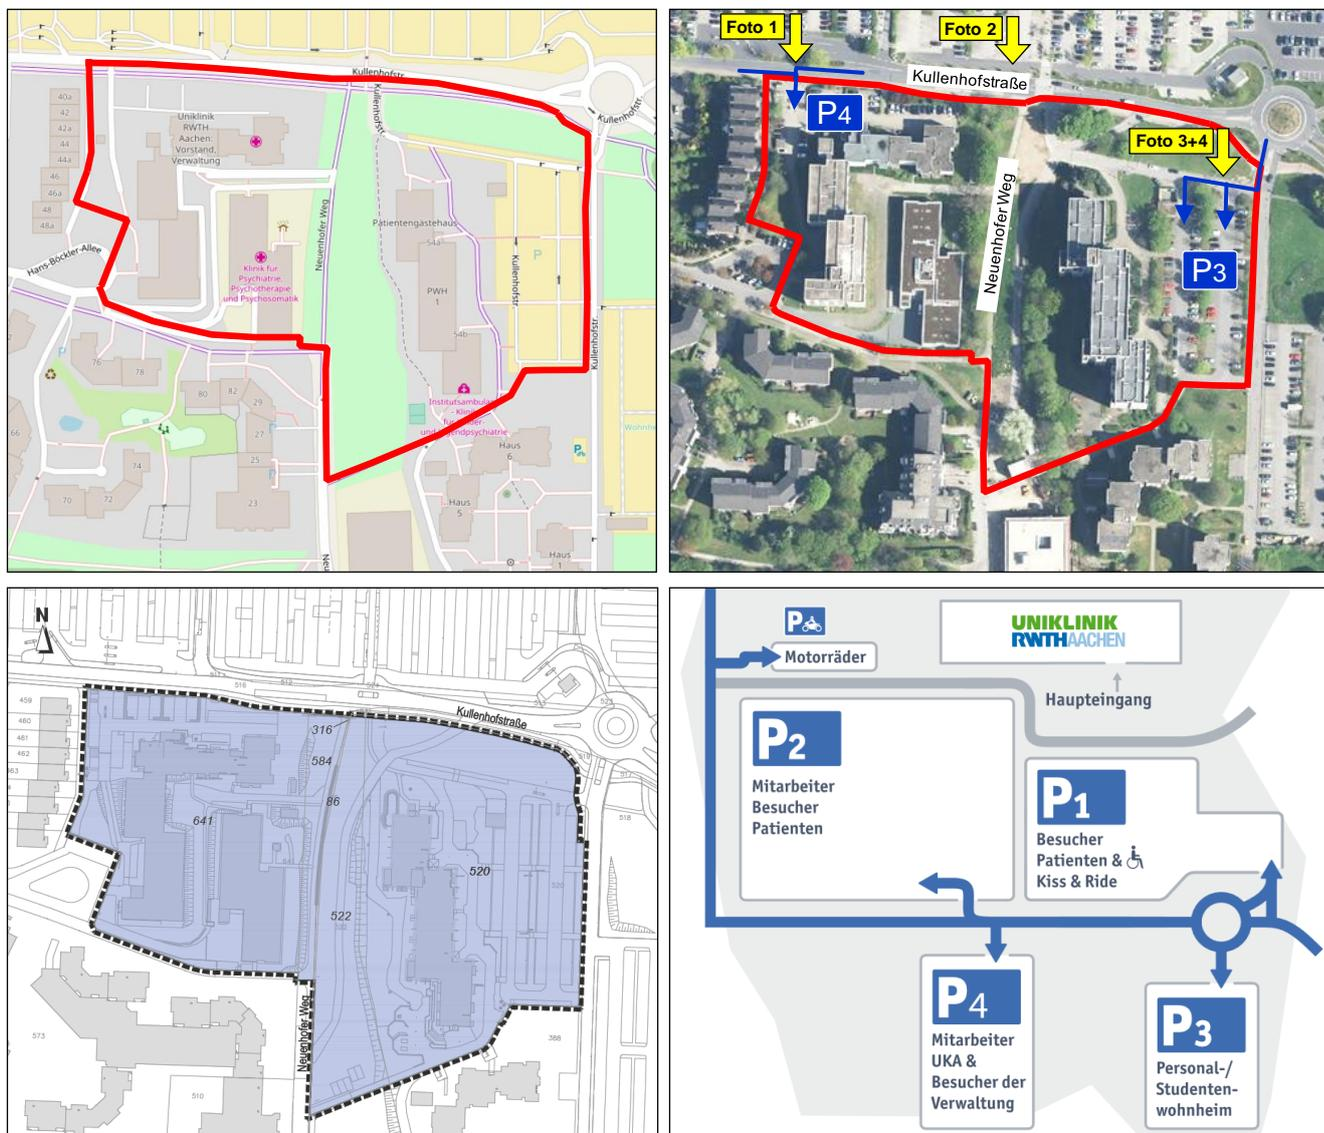 Kullenhofstr.
Kullenhofstr.
Kullenhofstr.
40a
42
42a
44
44a
46
46a
48
48a
Uniklinik
RWTH
Aachen:
Vorstand,
Verwaltung
Neuenhofer Weg
Patientengästehaus
54a
PWH
1
54b
P
Kullenhofstr.
Kullenhofstr.
Hans-Böckler-Allee
Klinik für
Psychiatrie,
Psychotherapie
und Psychosomatik
P
76
78
80
82
29
27
25
23
66
74
72
70
P
P
Haus
6
Haus
5
Haus
1
P
Wohnhe
Neu
Foto 1
Foto 2
Kullenhofstraße
P4
Foto 3+4
Neuenhofer Weg
P3
N
459
460
461
462
463
516
512
Kullenhofstraße
316
584
86
641
520
520
522
518
517
573
510
388
Neuenhofer Weg
P
Motorräder
UNIKLINIK
RWTHAACHEN
Haupteingang
P2
Mitarbeiter
Besucher
Patienten
P1
Besucher
Patienten &
Kiss & Ride
P4
Mitarbeiter
UKA &
Besucher der
Verwaltung
P3
Personal-/
Studenten-
wohnheim